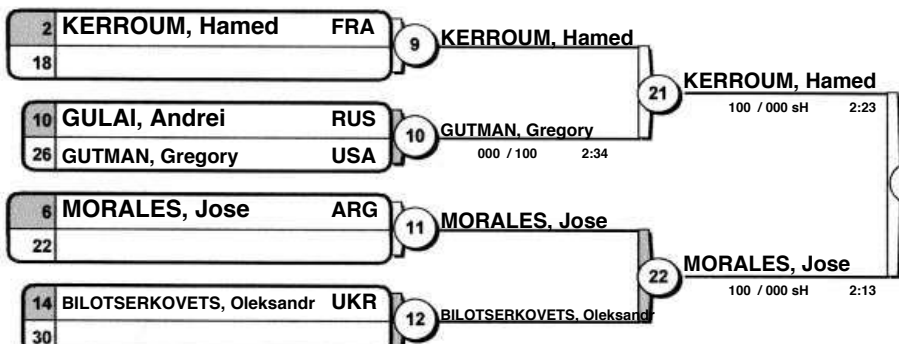 2 KERROUM, Hamed FRA
18
9
KERROUM, Hamed
10 GULAI, Andrei RUS
26 GUTMAN, Gregory USA
10
GUTMAN, Gregory
000 / 100 2:34
21
KERROUM, Hamed
100 / 000 sH 2:23
6 MORALES, Jose ARG
22
11
MORALES, Jose
14 BILOTSERKOVETS, Oleksandr UKR
30
12
BILOTSERKOVETS, Oleksandr
22
MORALES, Jose
100 / 000 sH 2:13